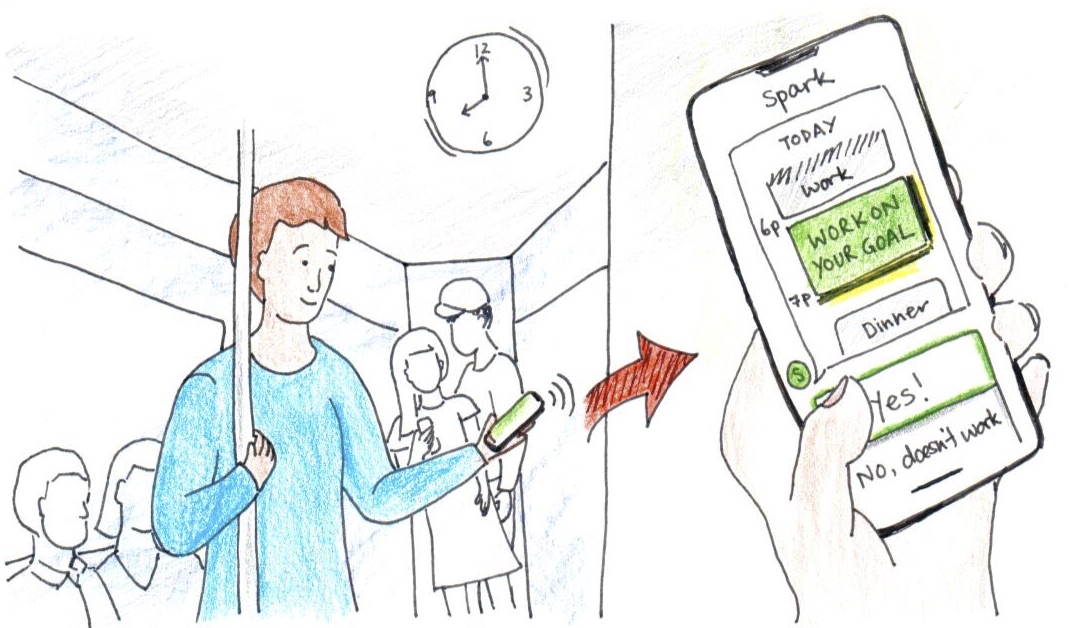 12
9
3
6
Spark
TODAY
work
6p
WORK ON
YOUR GOAL
7p
Dinner
S
Yes!
No, doesn't work